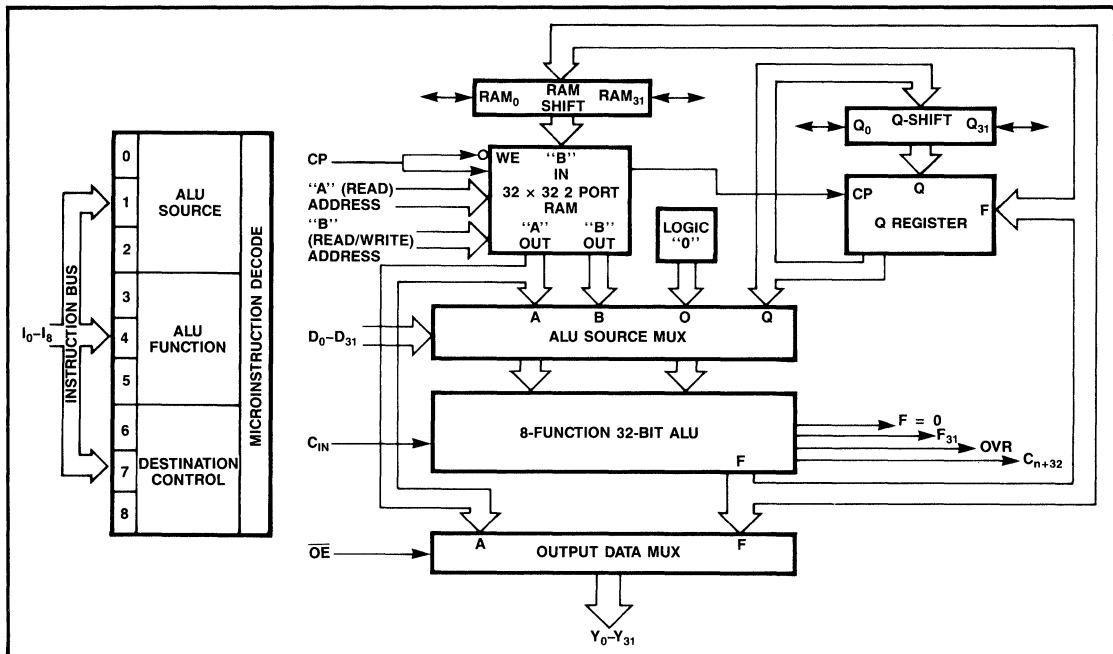 I₀–I₈
INSTRUCTION BUS
0
1
2
3
4
5
6
7
8
ALU
SOURCE
ALU
FUNCTION
DESTINATION
CONTROL
MICROINSTRUCTION DECODE
RAM₀
RAM
SHIFT
RAM₃₁
CP
"A" (READ)
ADDRESS
"B"
(READ/WRITE)
ADDRESS
WE
"B"
IN
32 × 32 2 PORT
RAM
"A"
OUT
"B"
OUT
LOGIC
"0"
Q₀
Q-SHIFT
Q₃₁
CP
Q
F
Q REGISTER
D₀–D₃₁
A
B
O
Q
ALU SOURCE MUX
C_IN
8-FUNCTION 32-BIT ALU
F
F = 0
F₃₁
OVR
Cₙ₊₃₂
O̅E̅
A
OUTPUT DATA MUX
F
Y₀–Y₃₁